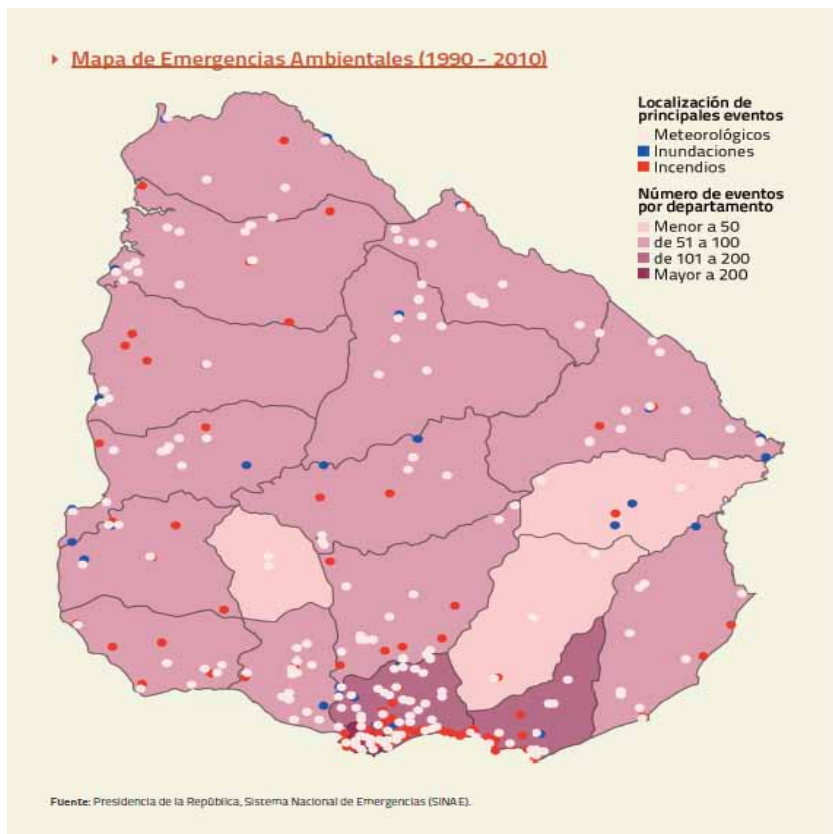 Mapa de Emergencias Ambientales (1990 - 2010)
Localización de
principales eventos
Meteorológicos
Inundaciones
Incendios
Número de eventos
por departamento
Menor a 50
de 51 a 100
de 101 a 200
Mayor a 200
Fuente: Presidencia de la República, Sistema Nacional de Emergencias (SINAE).